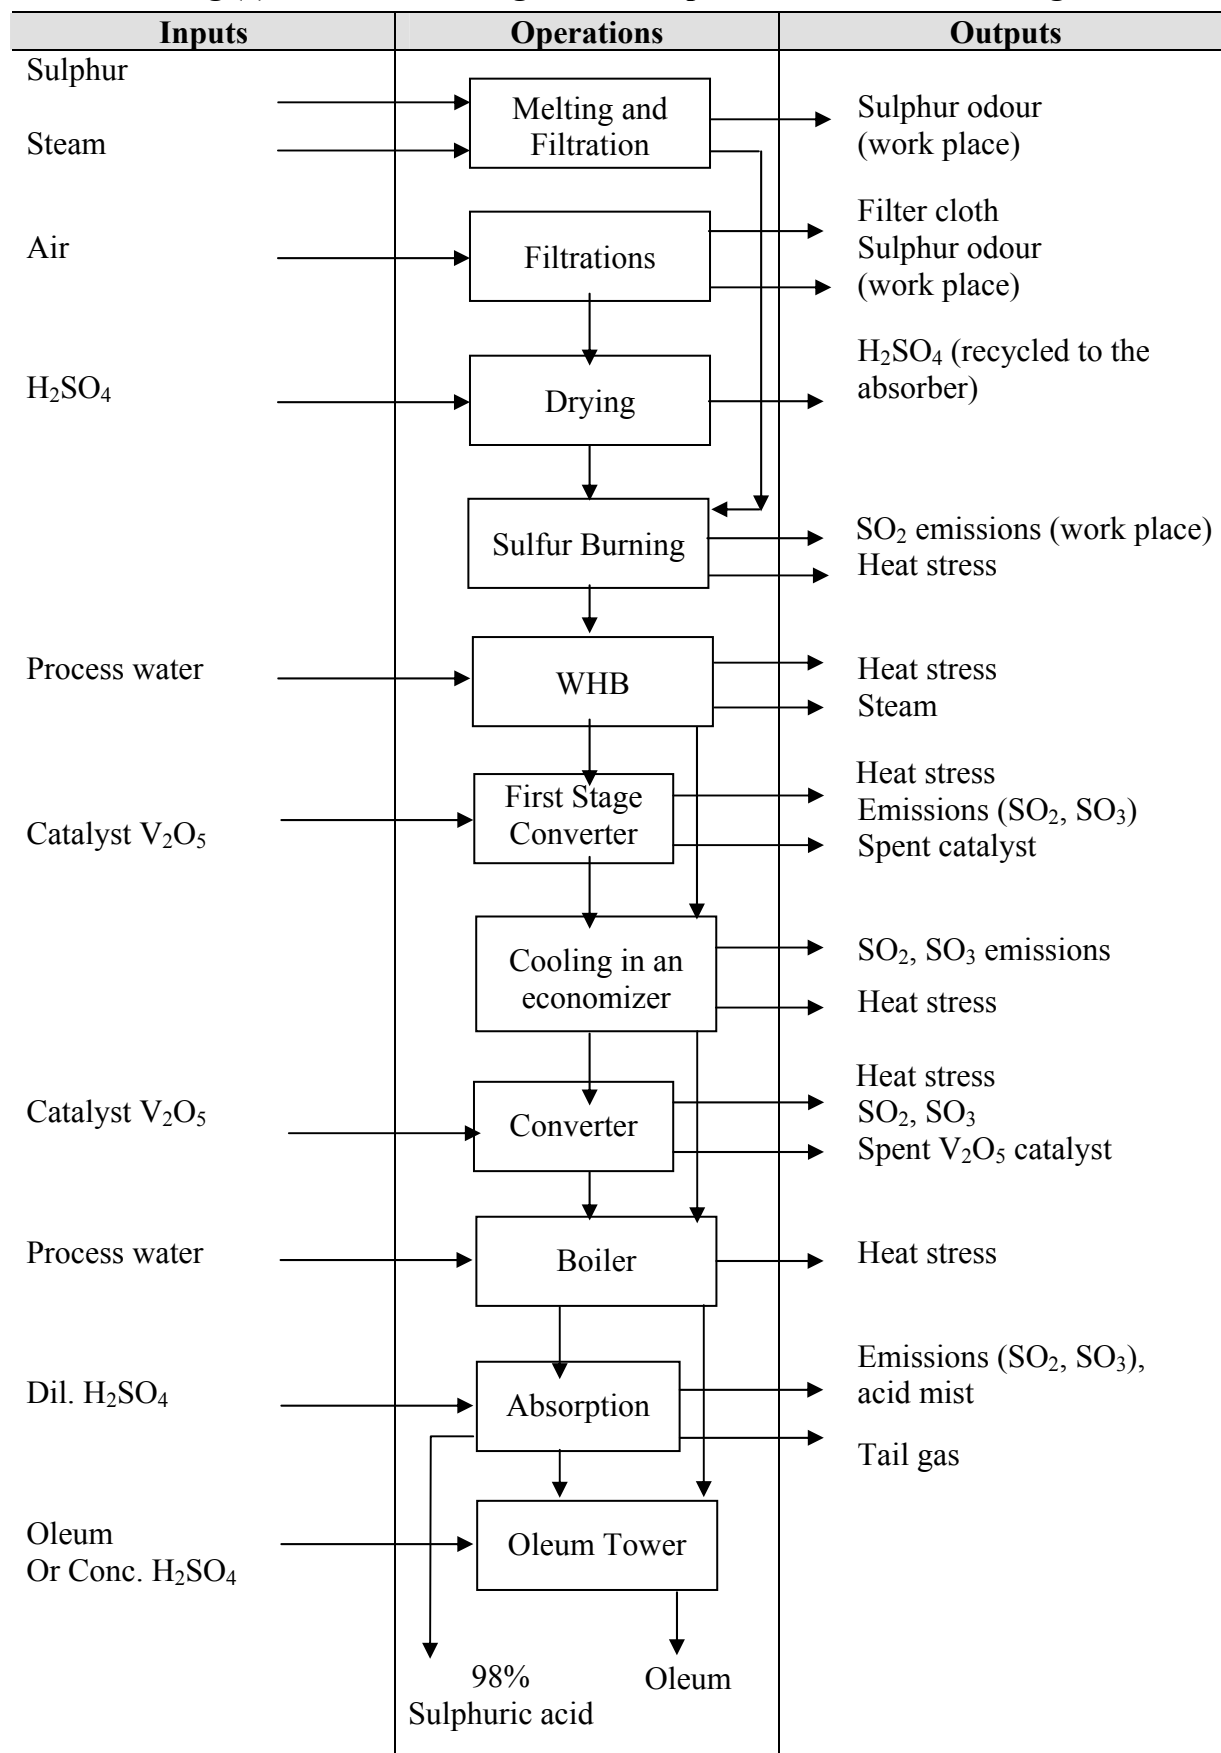 Inputs Operations Outputs
Sulphur
Steam
Melting and
Filtration
Sulphur odour
(work place)
Air
Filtrations
Filter cloth
Sulphur odour
(work place)
H₂SO₄
Drying
H₂SO₄ (recycled to the
absorber)
Sulfur Burning
SO₂ emissions (work place)
Heat stress
Process water
WHB
Heat stress
Steam
Catalyst V₂O₅
First Stage
Converter
Heat stress
Emissions (SO₂, SO₃)
Spent catalyst
Cooling in an
economizer
SO₂, SO₃ emissions
Heat stress
Catalyst V₂O₅
Converter
Heat stress
SO₂, SO₃
Spent V₂O₅ catalyst
Process water
Boiler
Heat stress
Dil. H₂SO₄
Absorption
Emissions (SO₂, SO₃),
acid mist
Tail gas
Oleum
Or Conc. H₂SO₄
Oleum Tower
98%
Sulphuric acid
Oleum